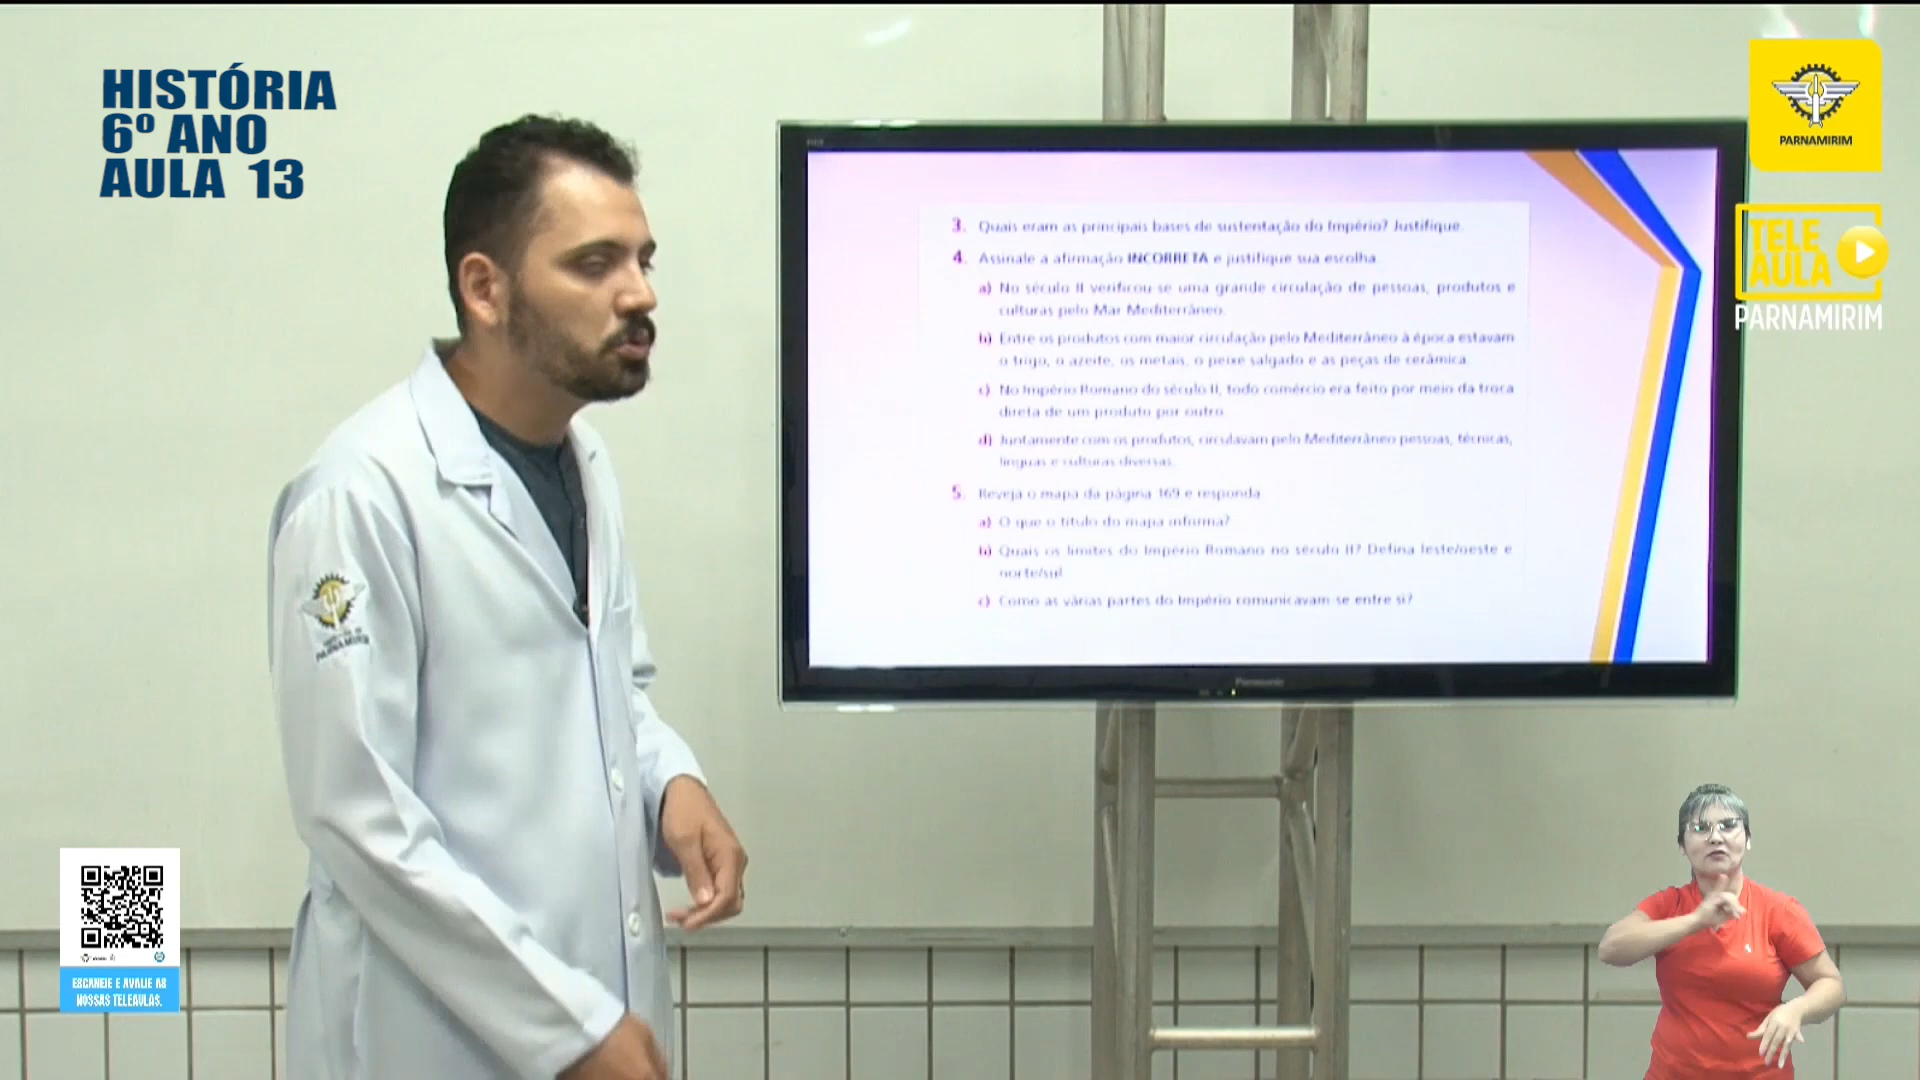 HISTÓRIA
6º ANO
AULA 13
PARNAMIRIM
TELE
AULA
PARNAMIRIM
3. Quais eram as principais bases de sustentação do Império? Justifique.
4. Assinale a afirmação INCORRETA e justifique sua escolha.
a) No século II verificou-se uma grande circulação de pessoas, produtos e
culturas pelo Mar Mediterrâneo.
b) Entre os produtos com maior circulação pelo Mediterrâneo à época estavam
o trigo, o azeite, os metais, o peixe salgado e as peças de cerâmica.
c) No Império Romano do século II, todo comércio era feito por meio da troca
direta de um produto por outro.
d) Juntamente com os produtos, circulavam pelo Mediterrâneo pessoas, técnicas,
línguas e culturas diversas.
5. Reveja o mapa da página 169 e responda.
a) O que o título do mapa informa?
b) Quais os limites do Império Romano no século II? Defina leste/oeste e
norte/sul.
c) Como as várias partes do Império comunicavam-se entre si?
Panasonic
PARNAMIRIM
ESCANEIE E AVALIE AS
NOSSAS TELEAULAS.